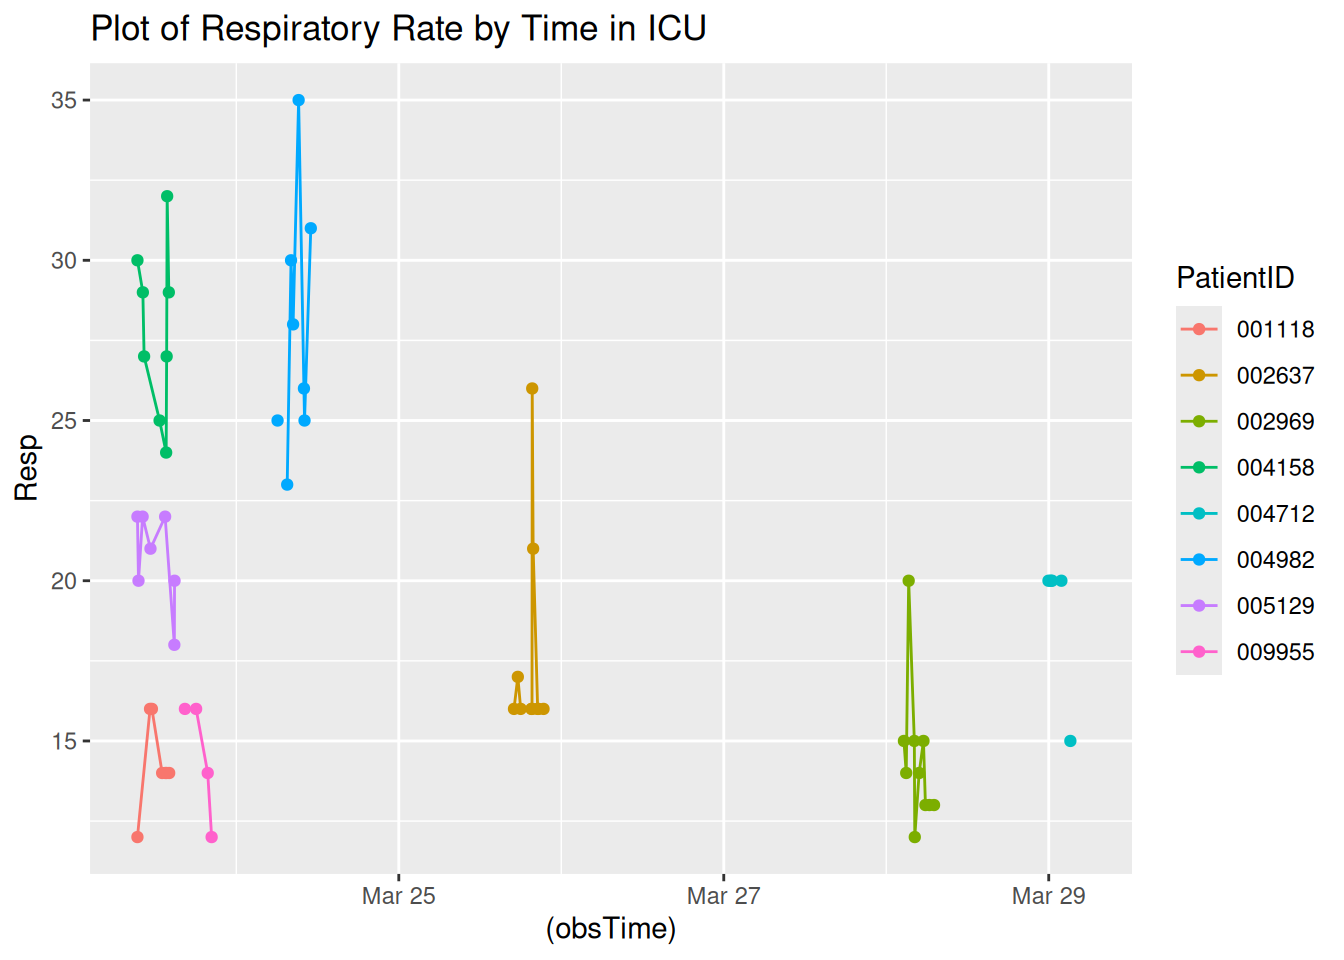 Plot of Respiratory Rate by Time in ICU
Resp
35
30
25
20
15
Mar 25
Mar 27
Mar 29
(obsTime)
PatientID
001118
002637
002969
004158
004712
004982
005129
009955